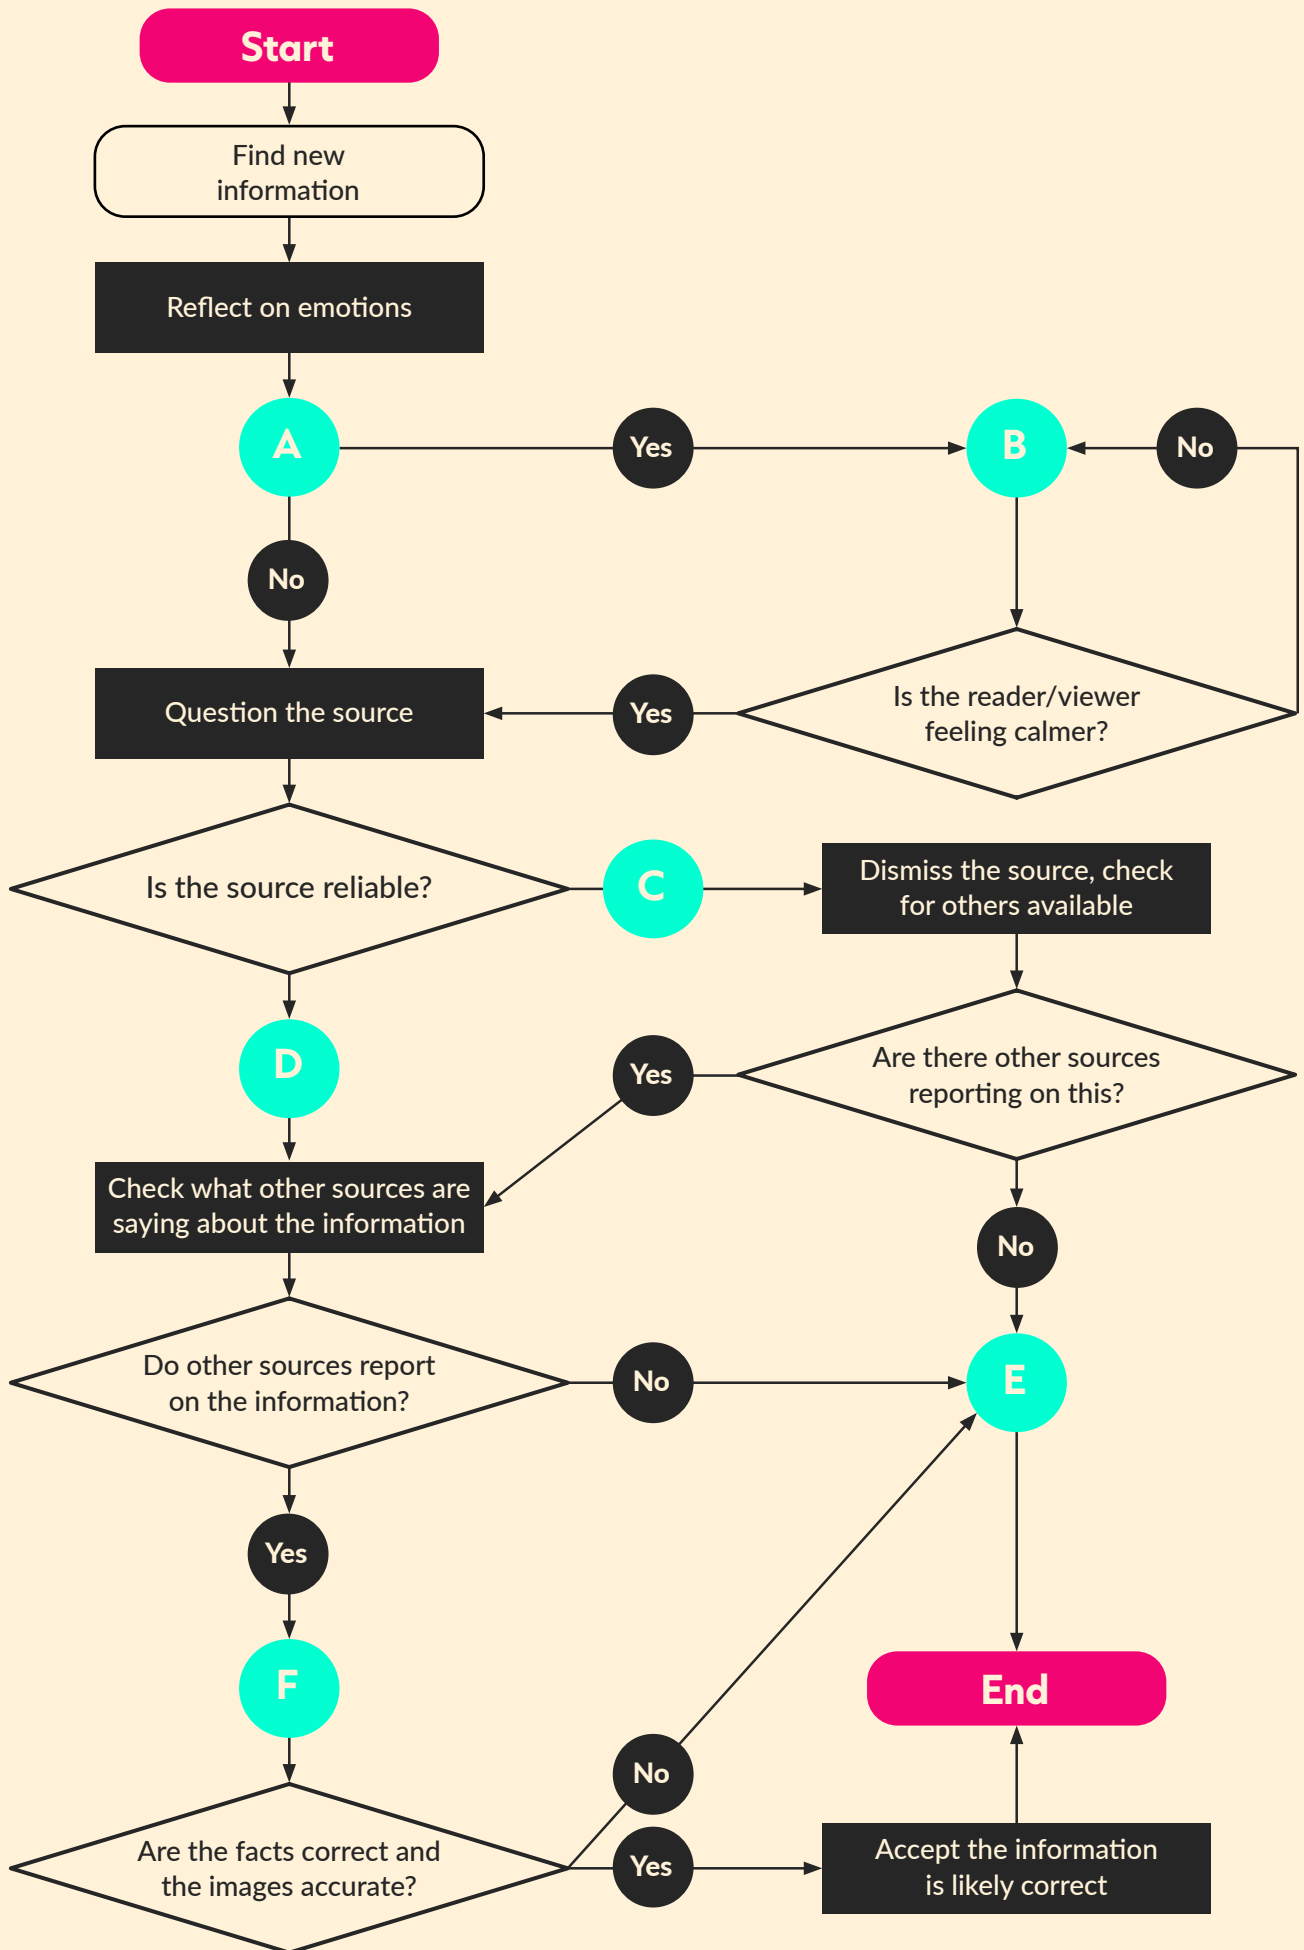 Start
Find new
information
Reflect on emotions
A
Yes
B
No
No
Question the source
Yes
Is the reader/viewer
feeling calmer?
Is the source reliable?
C
Dismiss the source, check
for others available
D
Yes
Are there other sources
reporting on this?
Check what other sources are
saying about the information
No
Do other sources report
on the information?
No
E
Yes
F
End
No
Are the facts correct and
the images accurate?
Yes
Accept the information
is likely correct